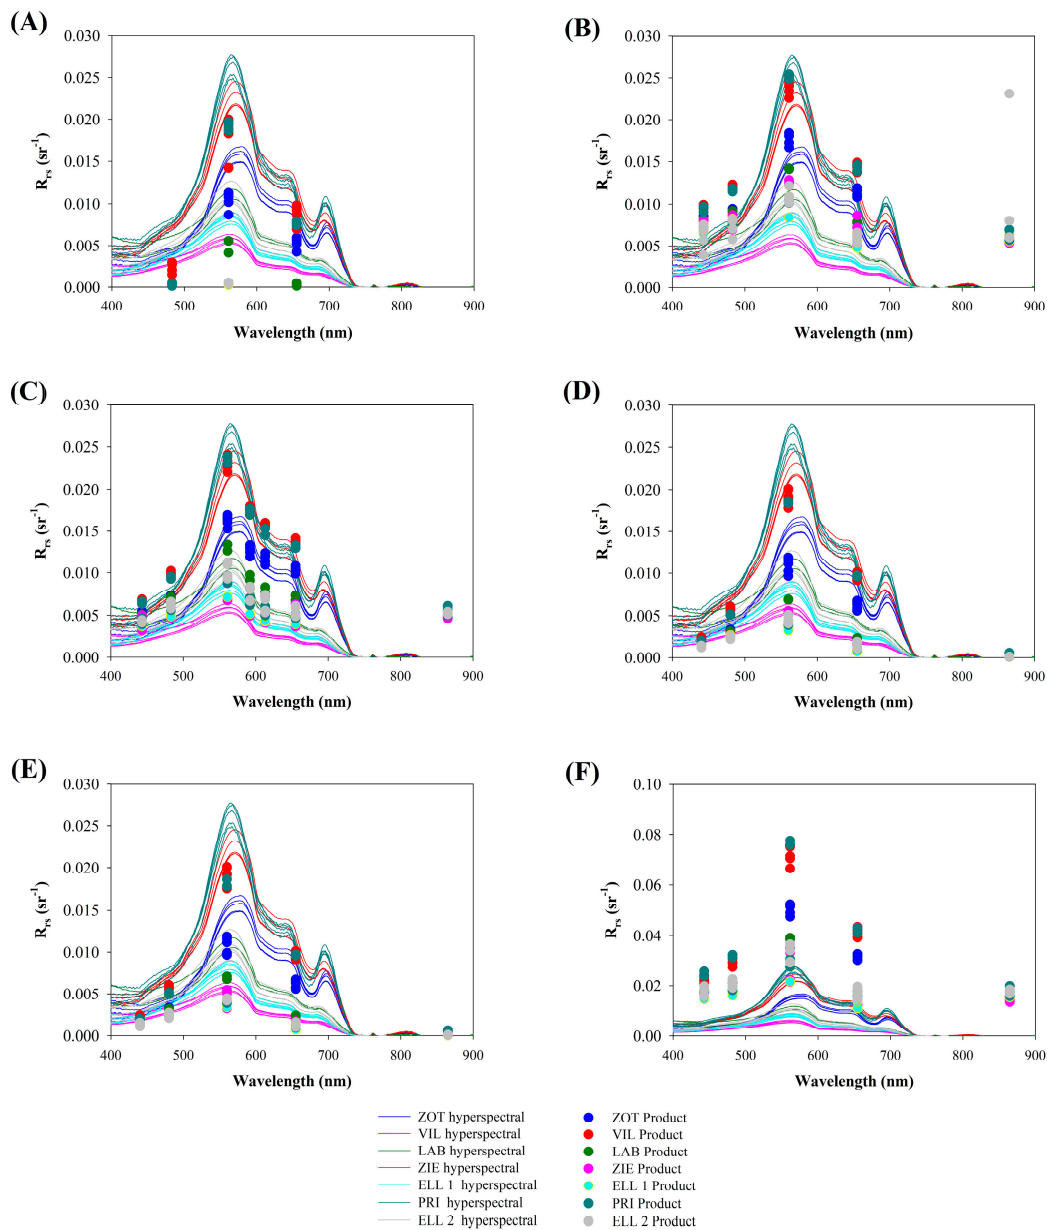 (A)
0.030
0.025
0.020
0.015
0.010
0.005
0.000
Rrs (sr-1)
400 500 600 700 800 900
Wavelength (nm)
(B)
0.030
0.025
0.020
0.015
0.010
0.005
0.000
Rrs (sr-1)
400 500 600 700 800 900
Wavelength (nm)
(C)
0.030
0.025
0.020
0.015
0.010
0.005
0.000
Rrs (sr-1)
400 500 600 700 800 900
Wavelength (nm)
(D)
0.030
0.025
0.020
0.015
0.010
0.005
0.000
Rrs (sr-1)
400 500 600 700 800 900
Wavelength (nm)
(E)
0.030
0.025
0.020
0.015
0.010
0.005
0.000
Rrs (sr-1)
400 500 600 700 800 900
Wavelength (nm)
(F)
0.10
0.08
0.06
0.04
0.02
0.00
Rrs (sr-1)
400 500 600 700 800 900
Wavelength (nm)
ZOT hyperspectral
VIL hyperspectral
LAB hyperspectral
ZIE hyperspectral
ELL 1 hyperspectral
PRI hyperspectral
ELL 2 hyperspectral
ZOT Product
VIL Product
LAB Product
ZIE Product
ELL 1 Product
PRI Product
ELL 2 Product